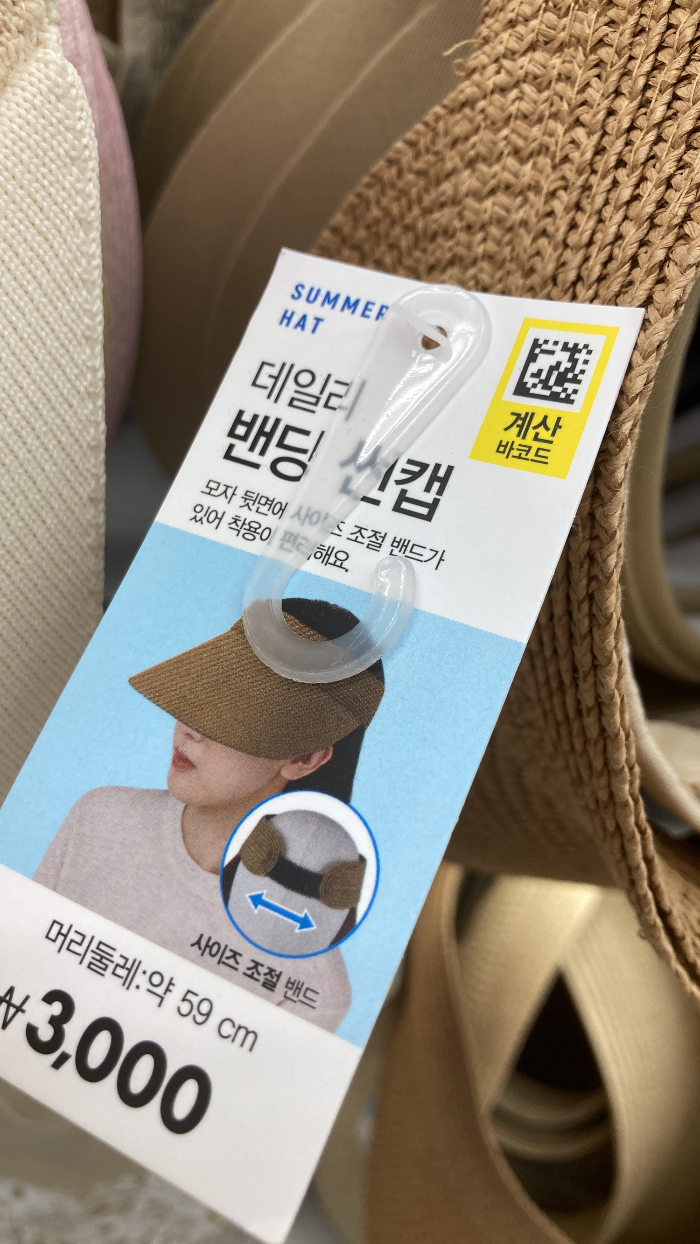 SUMMER
HAT
데일리
밴딩 썬캡
모자 뒷면에 사이즈 조절 밴드가
있어 착용이 편리해요.
계산
바코드
사이즈 조절 밴드
머리둘레:약 59 cm
₩3,000